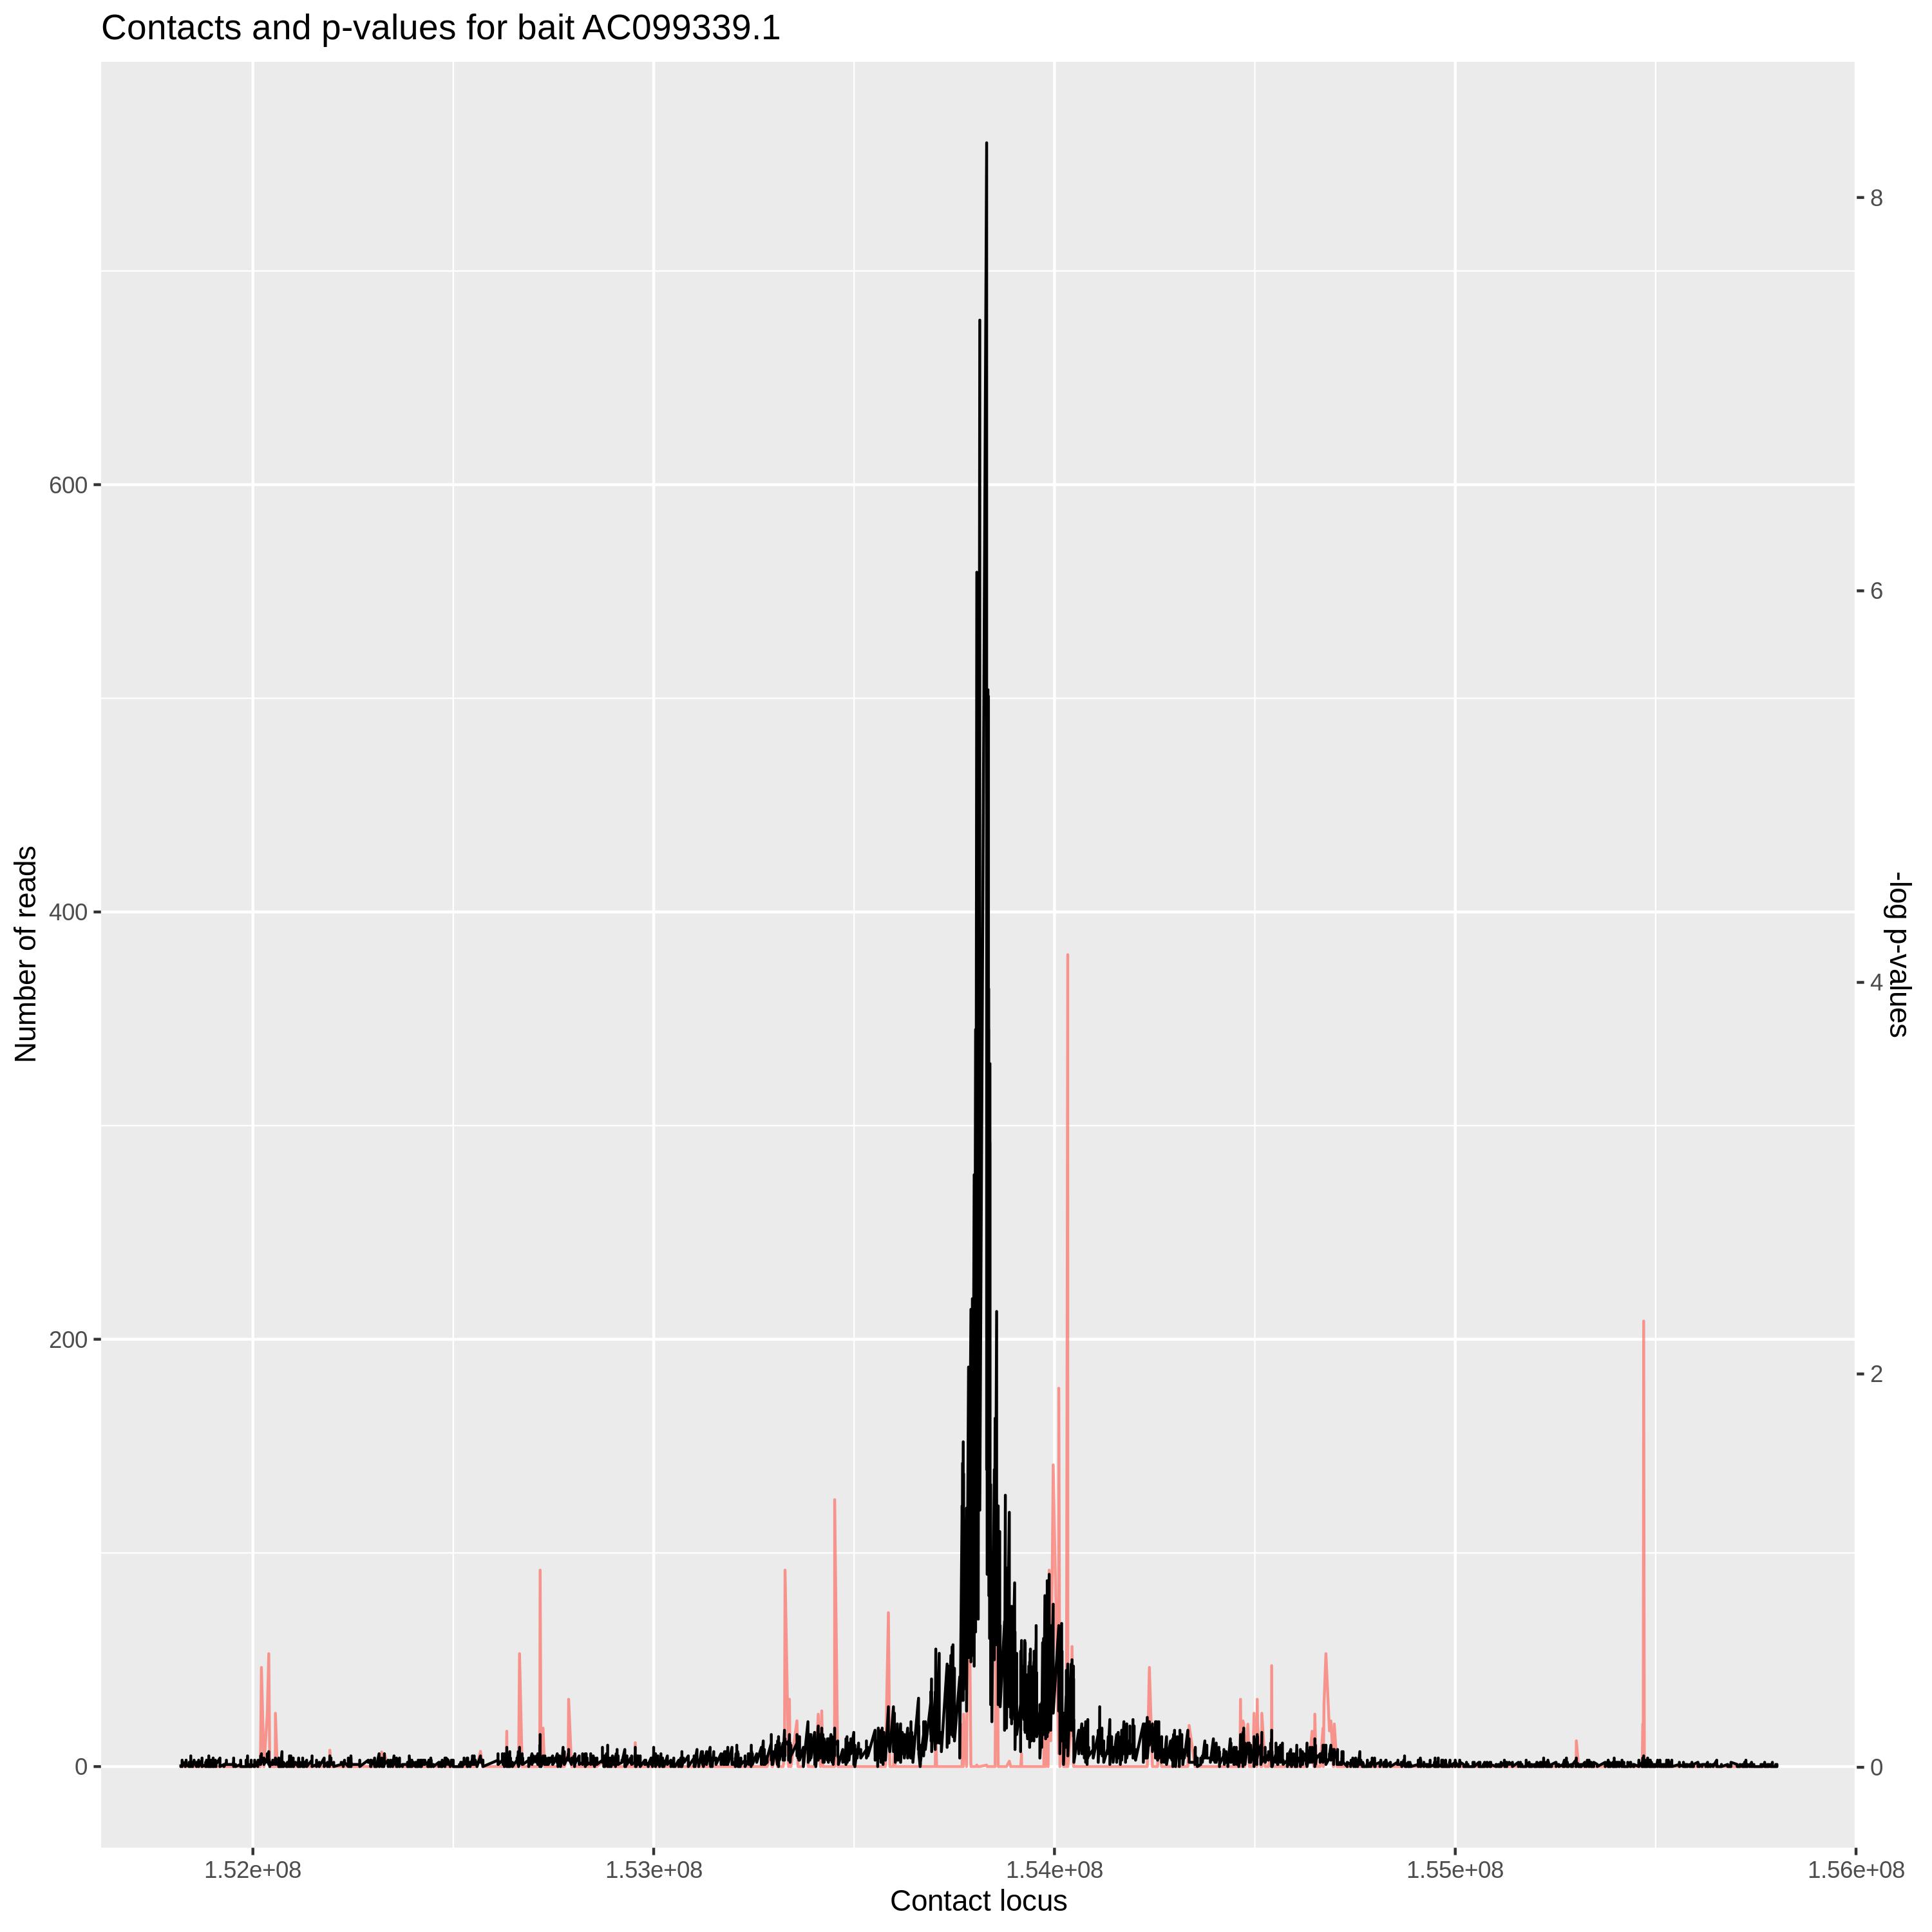 Contacts and p-values for bait AC099339.1
Number of reads
600
400
200
0
8
6
4
2
0
-log p-values
1.52e+08
1.53e+08
1.54e+08
1.55e+08
1.56e+08
Contact locus